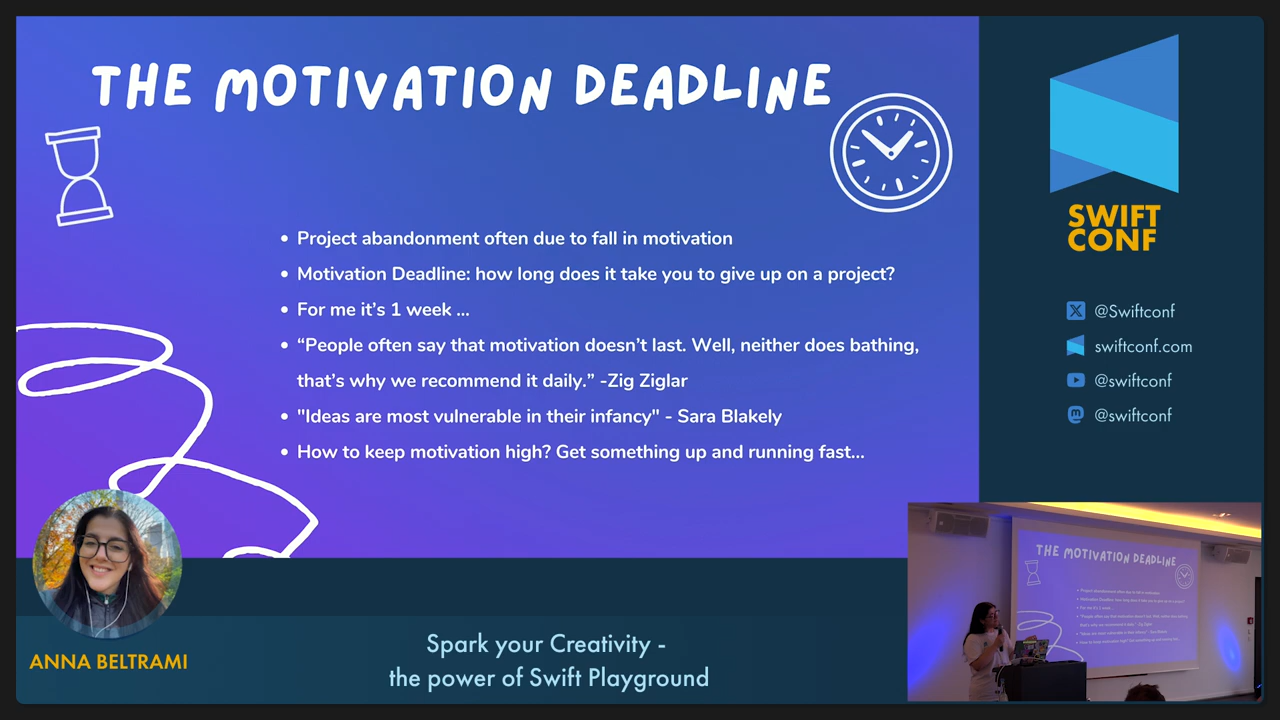 THE MOTIVATION DEADLINE
• Project abandonment often due to fall in motivation
• Motivation Deadline: how long does it take you to give up on a project?
• For me it's 1 week ...
• “People often say that motivation doesn't last. Well, neither does bathing,
that's why we recommend it daily.” -Zig Ziglar
• "Ideas are most vulnerable in their infancy" - Sara Blakely
• How to keep motivation high? Get something up and running fast...
SWIFT
CONF
@Swiftconf
swiftconf.com
@swiftconf
@swiftconf
ANNA BELTRAMI
Spark your Creativity -
the power of Swift Playground
THE MOTIVATION DEADLINE